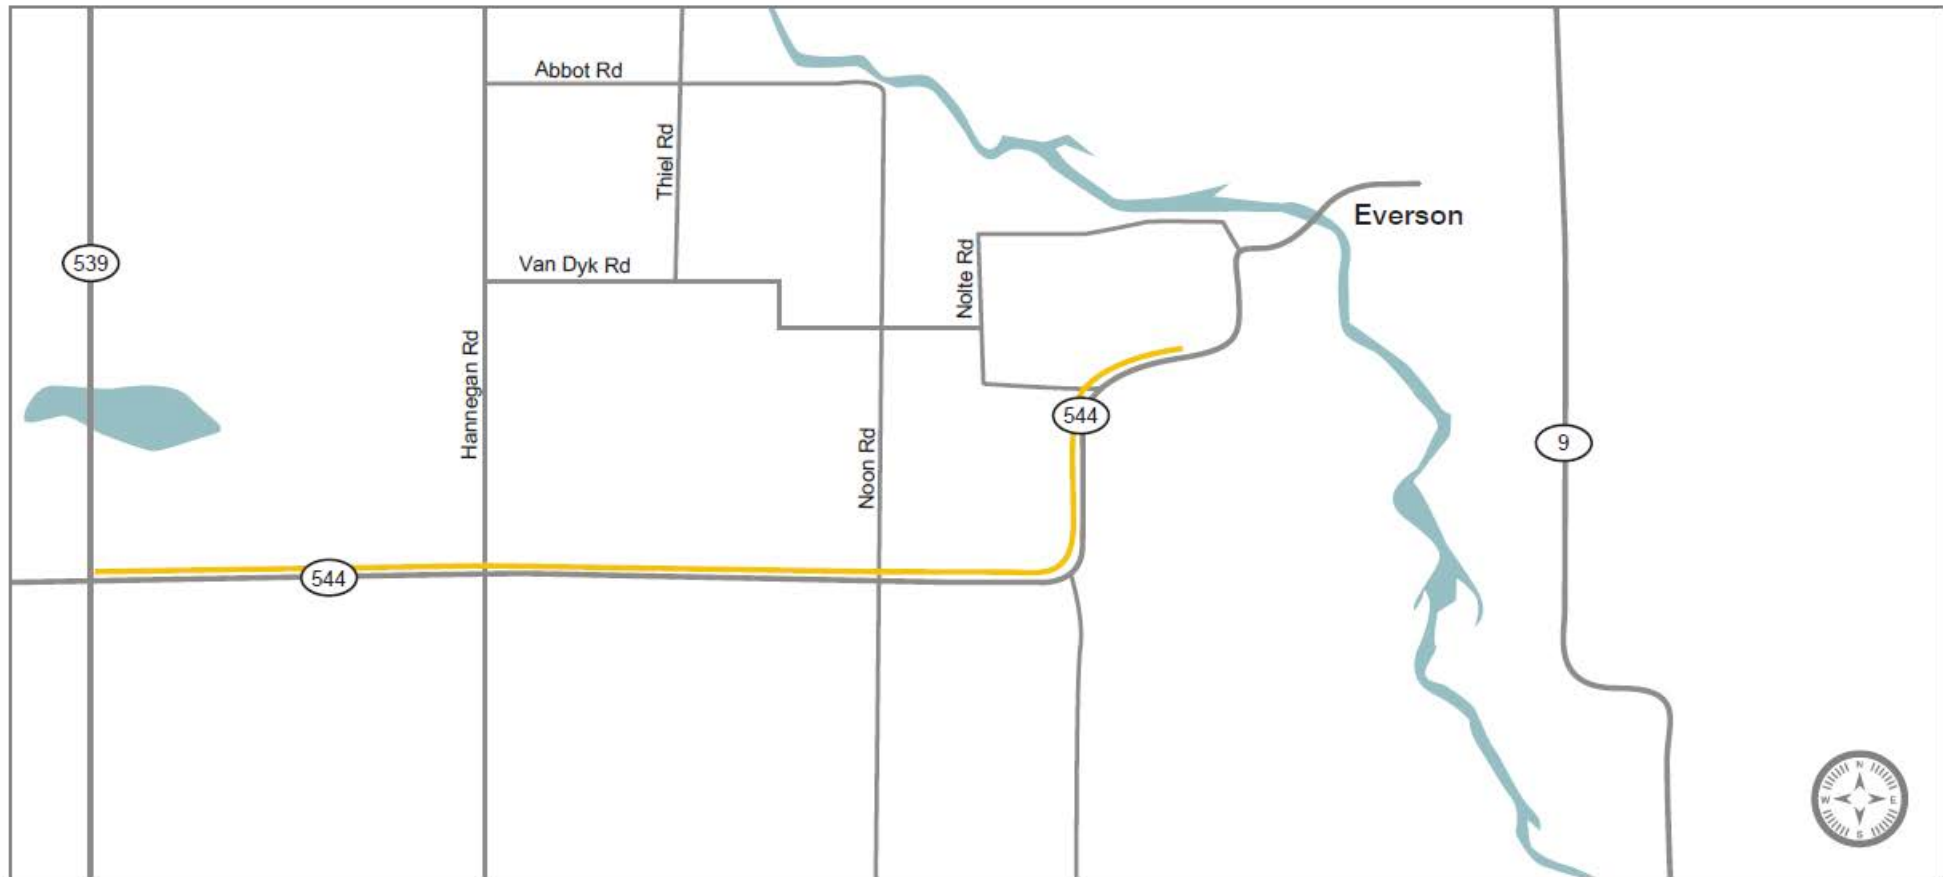 Abbot Rd
Thiel Rd
Everson
539
Van Dyk Rd
Nolte Rd
Hannegan Rd
544
9
Noon Rd
544
N
W
E
S